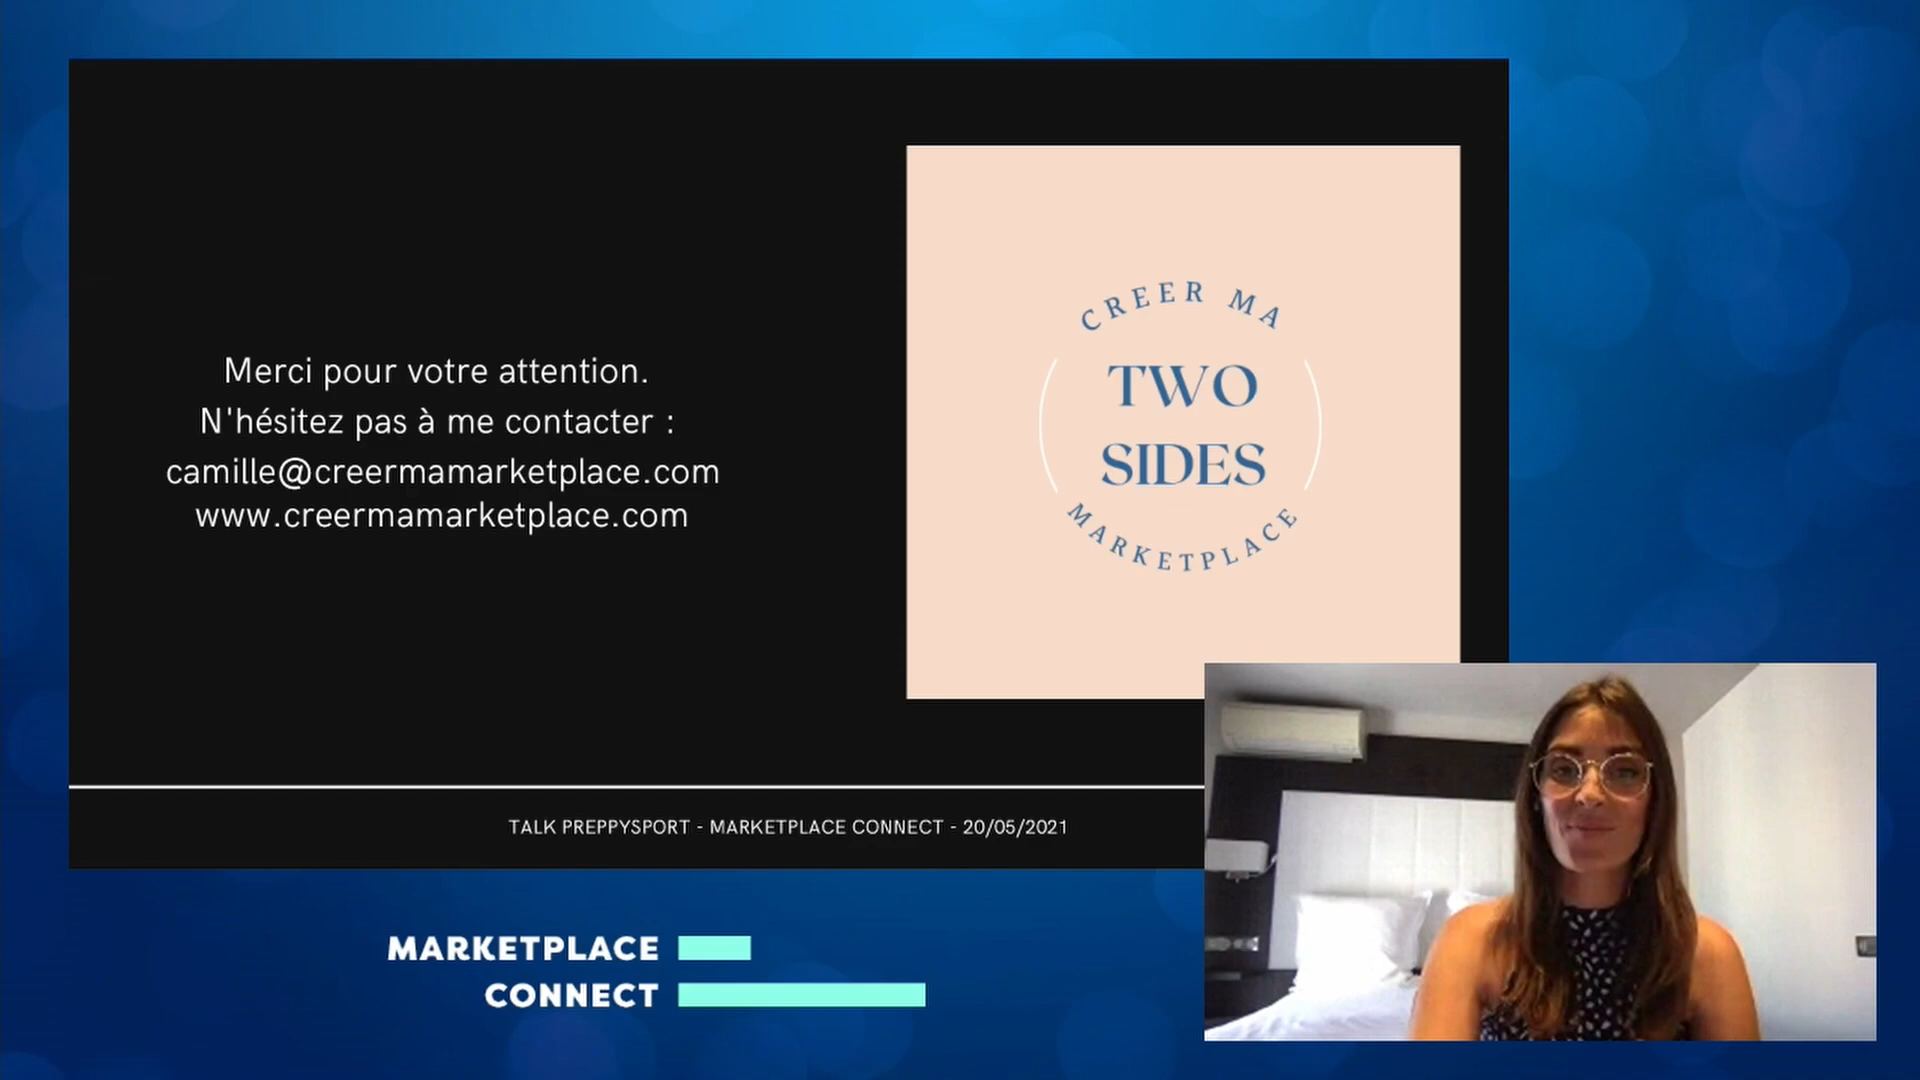 Merci pour votre attention.
N'hésitez pas à me contacter :
camille@creermamarketplace.com
www.creermamarketplace.com
CREER MA
TWO
SIDES
MARKETPLACE
TALK PREPPYSPORT - MARKETPLACE CONNECT - 20/05/2021
MARKETPLACE
CONNECT